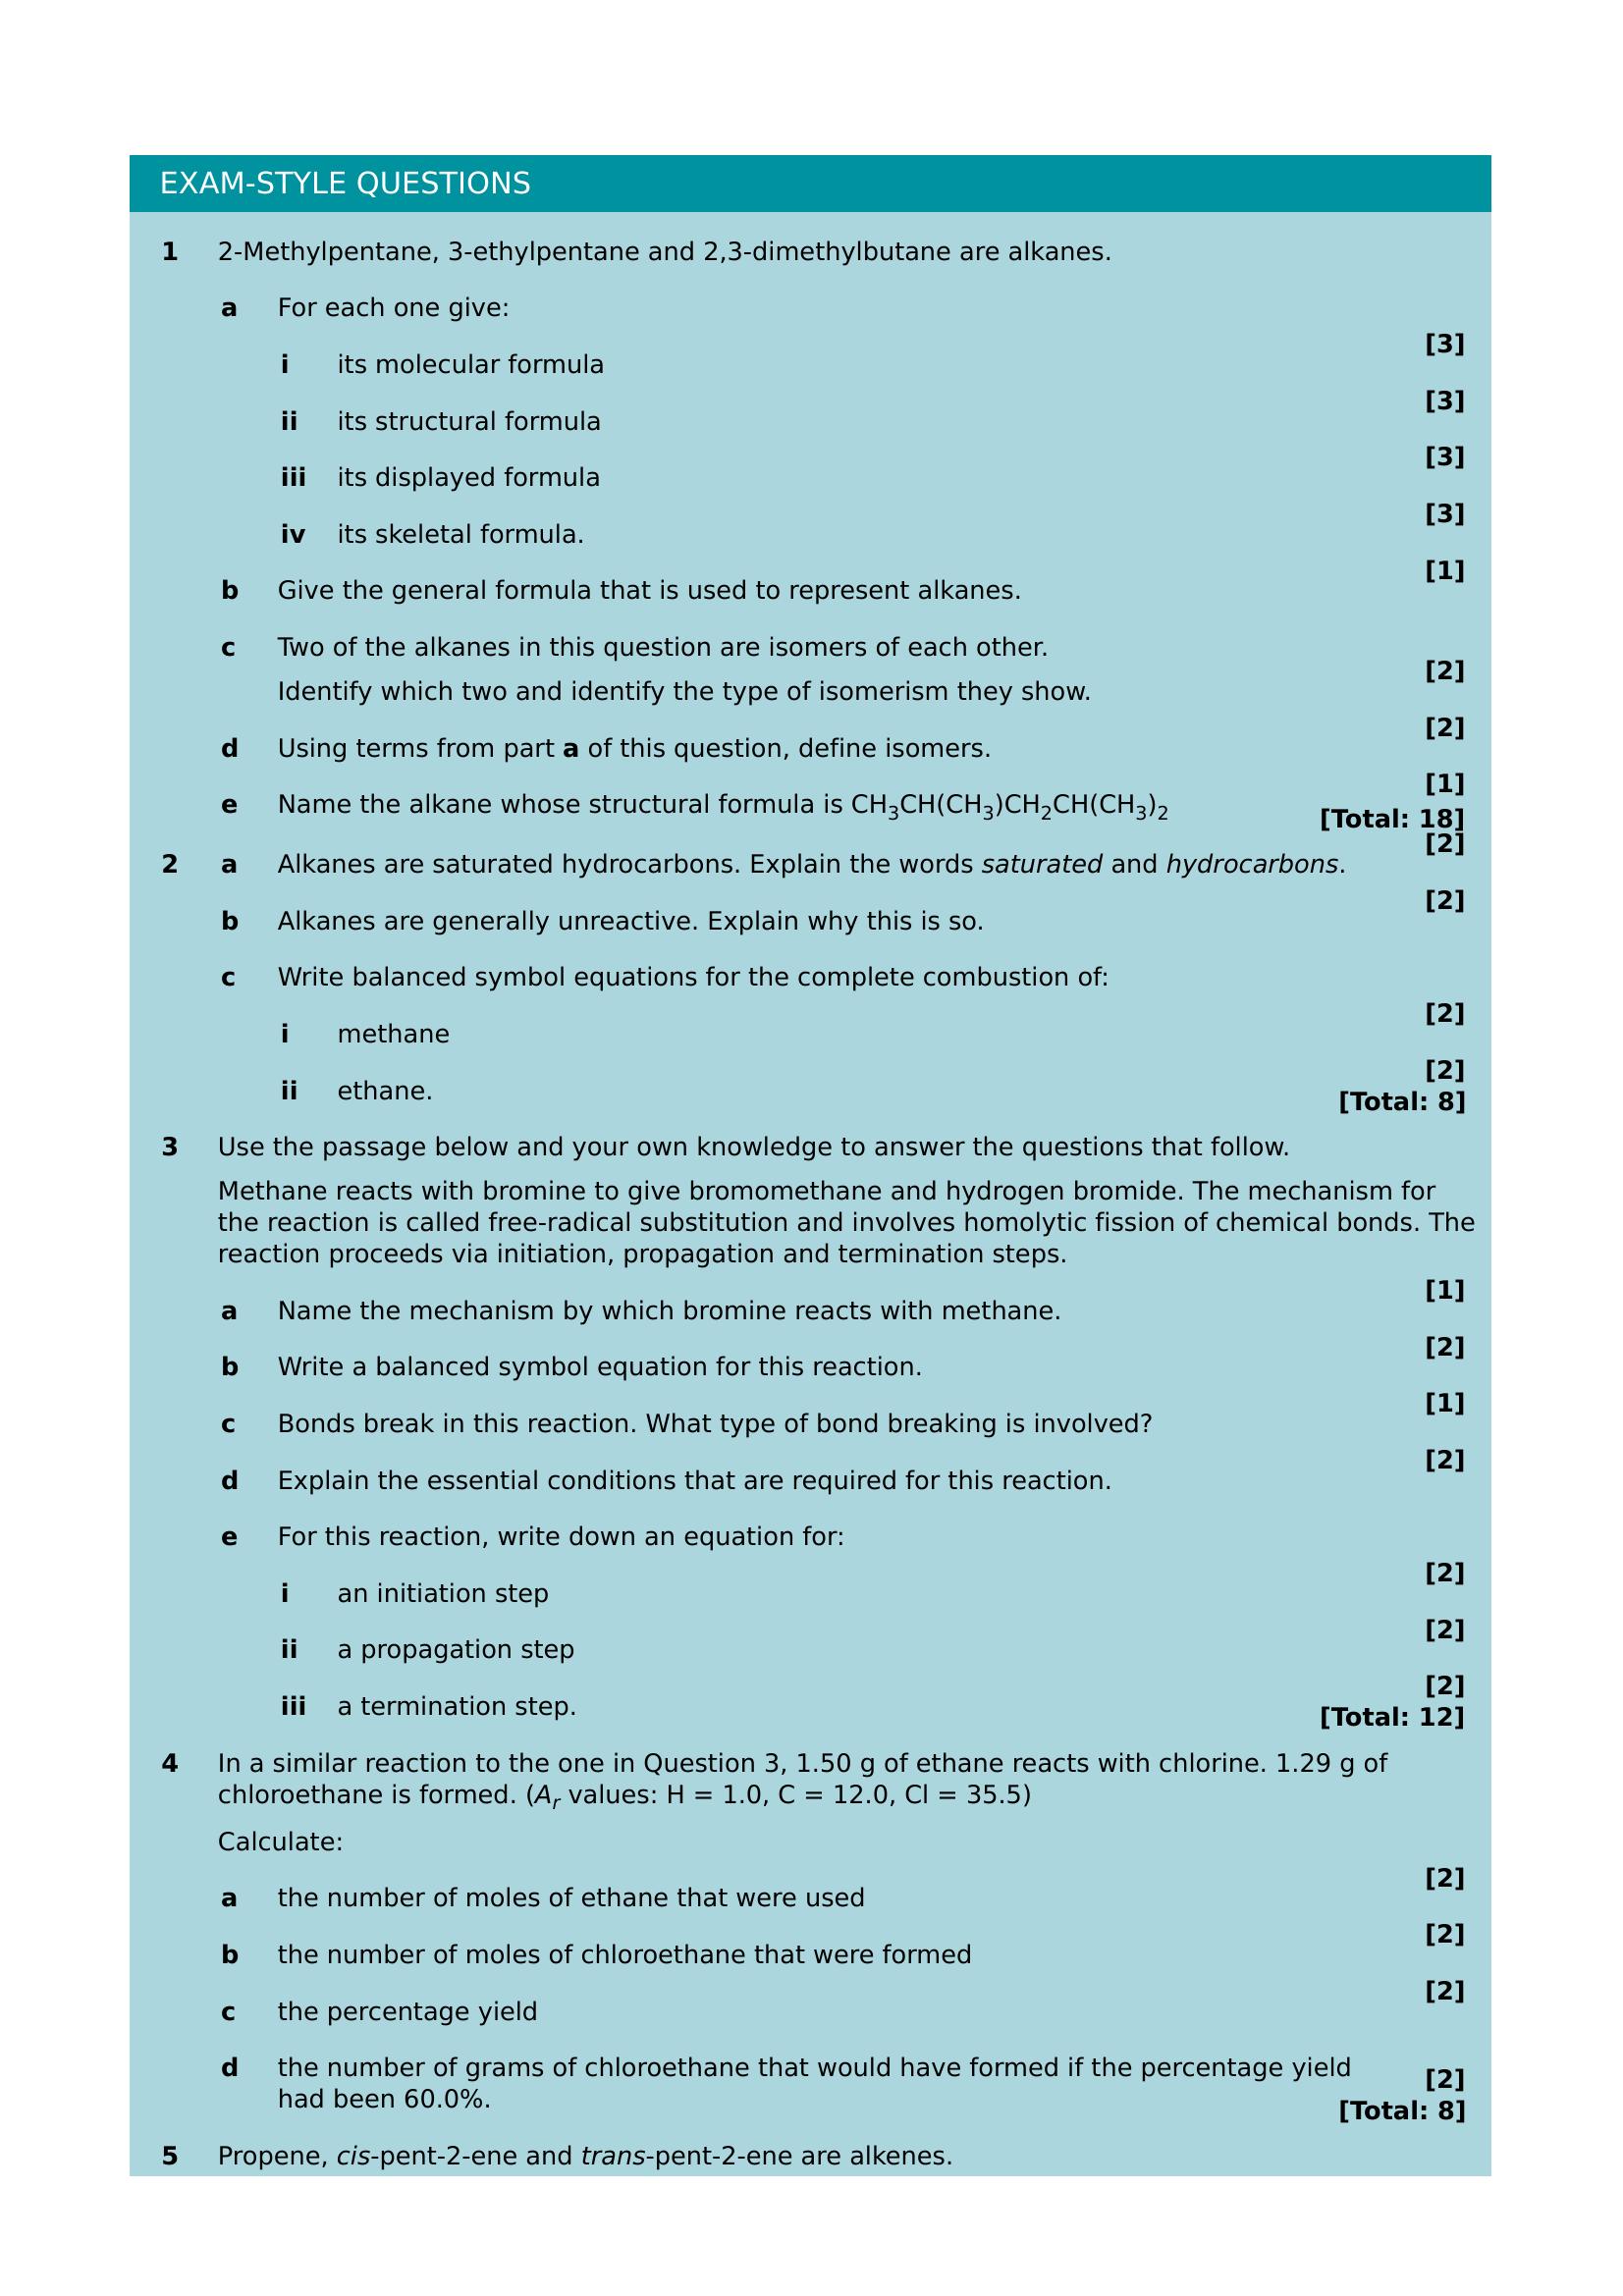 EXAM-STYLE QUESTIONS
1 2-Methylpentane, 3-ethylpentane and 2,3-dimethylbutane are alkanes.
a For each one give:
i its molecular formula [3]
ii its structural formula [3]
iii its displayed formula [3]
iv its skeletal formula. [3]
b Give the general formula that is used to represent alkanes. [1]
c Two of the alkanes in this question are isomers of each other.
Identify which two and identify the type of isomerism they show. [2]
d Using terms from part a of this question, define isomers. [2]
e Name the alkane whose structural formula is CH₃CH(CH₃)CH₂CH(CH₃)₂ [1]
[Total: 18]
2 a Alkanes are saturated hydrocarbons. Explain the words saturated and hydrocarbons. [2]
b Alkanes are generally unreactive. Explain why this is so. [2]
c Write balanced symbol equations for the complete combustion of:
i methane [2]
ii ethane. [2]
[Total: 8]
3 Use the passage below and your own knowledge to answer the questions that follow.
Methane reacts with bromine to give bromomethane and hydrogen bromide. The mechanism for
the reaction is called free-radical substitution and involves homolytic fission of chemical bonds. The
reaction proceeds via initiation, propagation and termination steps.
a Name the mechanism by which bromine reacts with methane. [1]
b Write a balanced symbol equation for this reaction. [2]
c Bonds break in this reaction. What type of bond breaking is involved? [1]
d Explain the essential conditions that are required for this reaction. [2]
e For this reaction, write down an equation for:
i an initiation step [2]
ii a propagation step [2]
iii a termination step. [2]
[Total: 12]
4 In a similar reaction to the one in Question 3, 1.50 g of ethane reacts with chlorine. 1.29 g of
chloroethane is formed. (Aᵣ values: H = 1.0, C = 12.0, Cl = 35.5)
Calculate:
a the number of moles of ethane that were used [2]
b the number of moles of chloroethane that were formed [2]
c the percentage yield [2]
d the number of grams of chloroethane that would have formed if the percentage yield
had been 60.0%. [2]
[Total: 8]
5 Propene, cis-pent-2-ene and trans-pent-2-ene are alkenes.